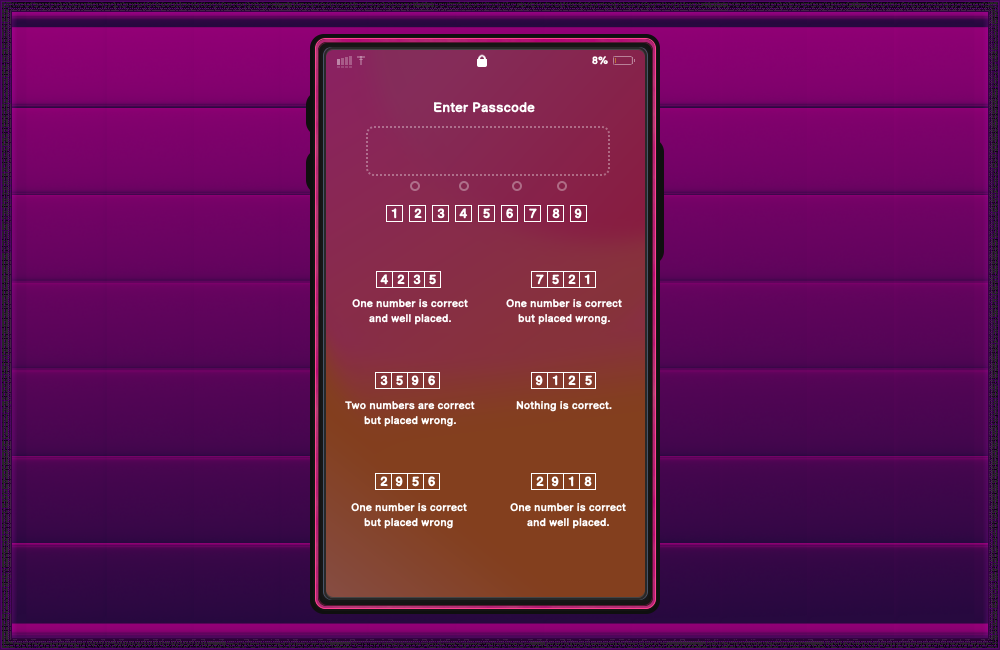 8%
Enter Passcode
1 2 3 4 5 6 7 8 9
4 2 3 5
One number is correct
and well placed.
7 5 2 1
One number is correct
but placed wrong.
3 5 9 6
Two numbers are correct
but placed wrong.
9 1 2 5
Nothing is correct.
2 9 5 6
One number is correct
but placed wrong
2 9 1 8
One number is correct
and well placed.